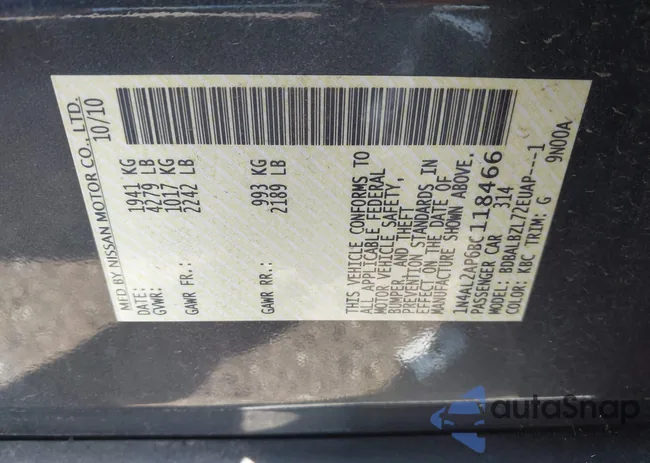 MFD BY NISSAN MOTOR CO., LTD.
DATE: 10/10
GVWR: 1941 KG
4279 LB
GAWR FR.: 1017 KG
2242 LB
GAWR RR.: 993 KG
2189 LB
THIS VEHICLE CONFORMS TO
ALL APPLICABLE FEDERAL
MOTOR VEHICLE SAFETY,
BUMPER, AND THEFT
PREVENTION STANDARDS IN
EFFECT ON THE DATE OF
MANUFACTURE SHOWN ABOVE.
1N4AL2AP6BC118466
PASSENGER CAR 314
MODEL: BDBALBZL72EUAP---1
COLOR: KBC TRIM: G 9N00A
autoSnap